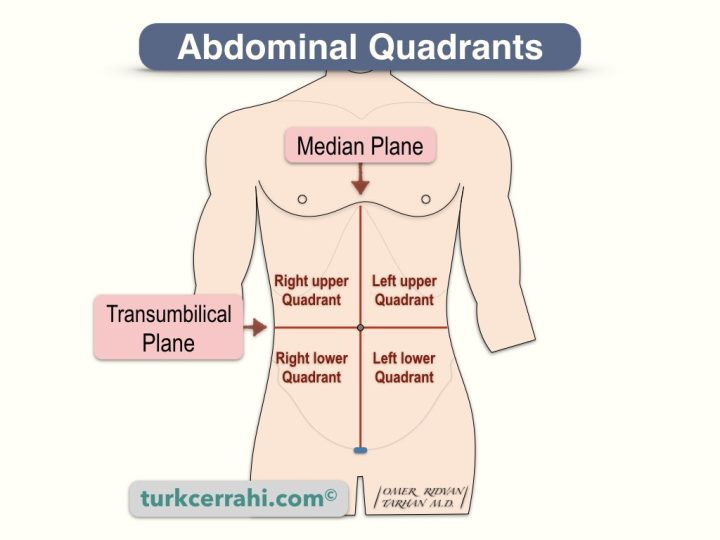 Abdominal Quadrants
Median Plane
Right upper
Quadrant
Left upper
Quadrant
Transumbilical
Plane
Right lower
Quadrant
Left lower
Quadrant
turkcerrahi.com©
OMER RIDVAN
TARHAN M.D.